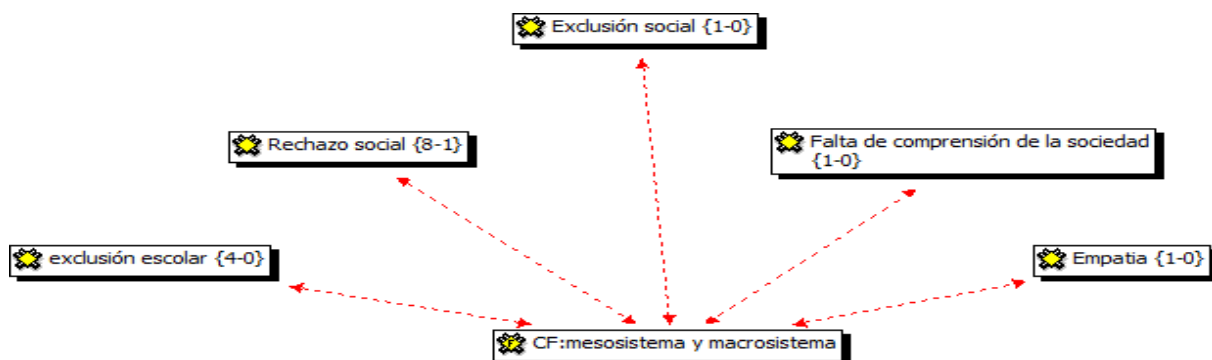 Exclusión social {1-0}
Rechazo social {8-1}
Falta de comprensión de la sociedad
{1-0}
exclusión escolar {4-0}
Empatia {1-0}
CF:mesosistema y macrosistema